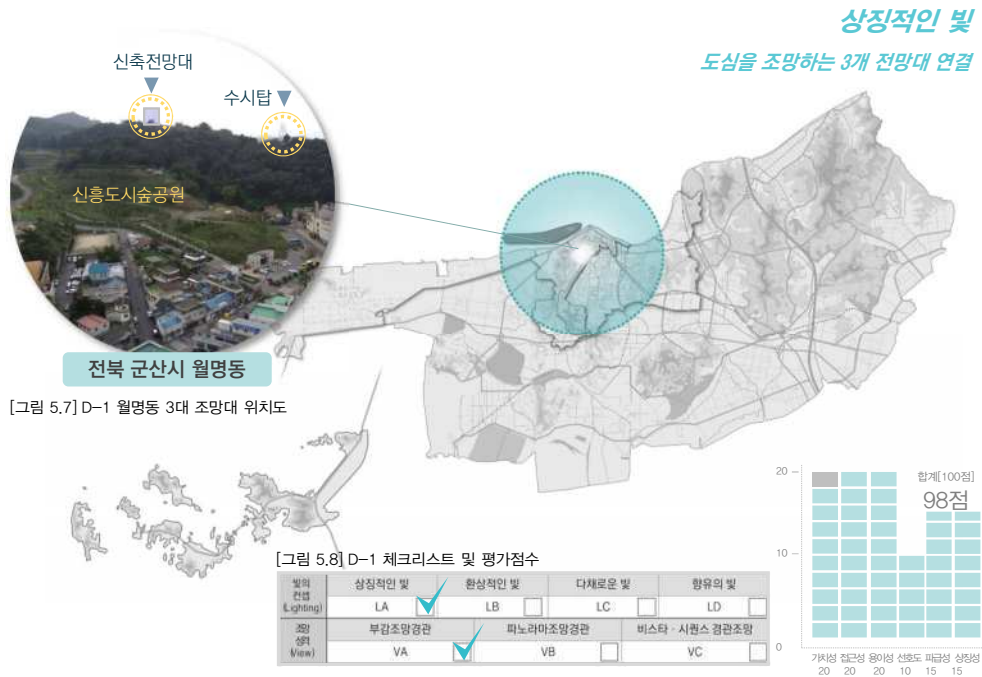 상징적인 빛
도심을 조망하는 3개 전망대 연결
신축전망대
수시탑
신흥도시숲공원
전북 군산시 월명동
[그림 5.7] D-1 월명동 3대 조망대 위치도
[그림 5.8] D-1 체크리스트 및 평가점수
빛의 컨셉 (Lighting)
상징적인 빛 환상적인 빛 다채로운 빛 향유의 빛
LA LB LC LD
조망 성격 (View)
부감조망경관 파노라마조망경관 비스타 · 시퀀스 경관조망
VA VB VC
합계[100점]
98점
20
10
0
가치성 접근성 용이성 선호도 파급성 상징성
20 20 20 10 15 15